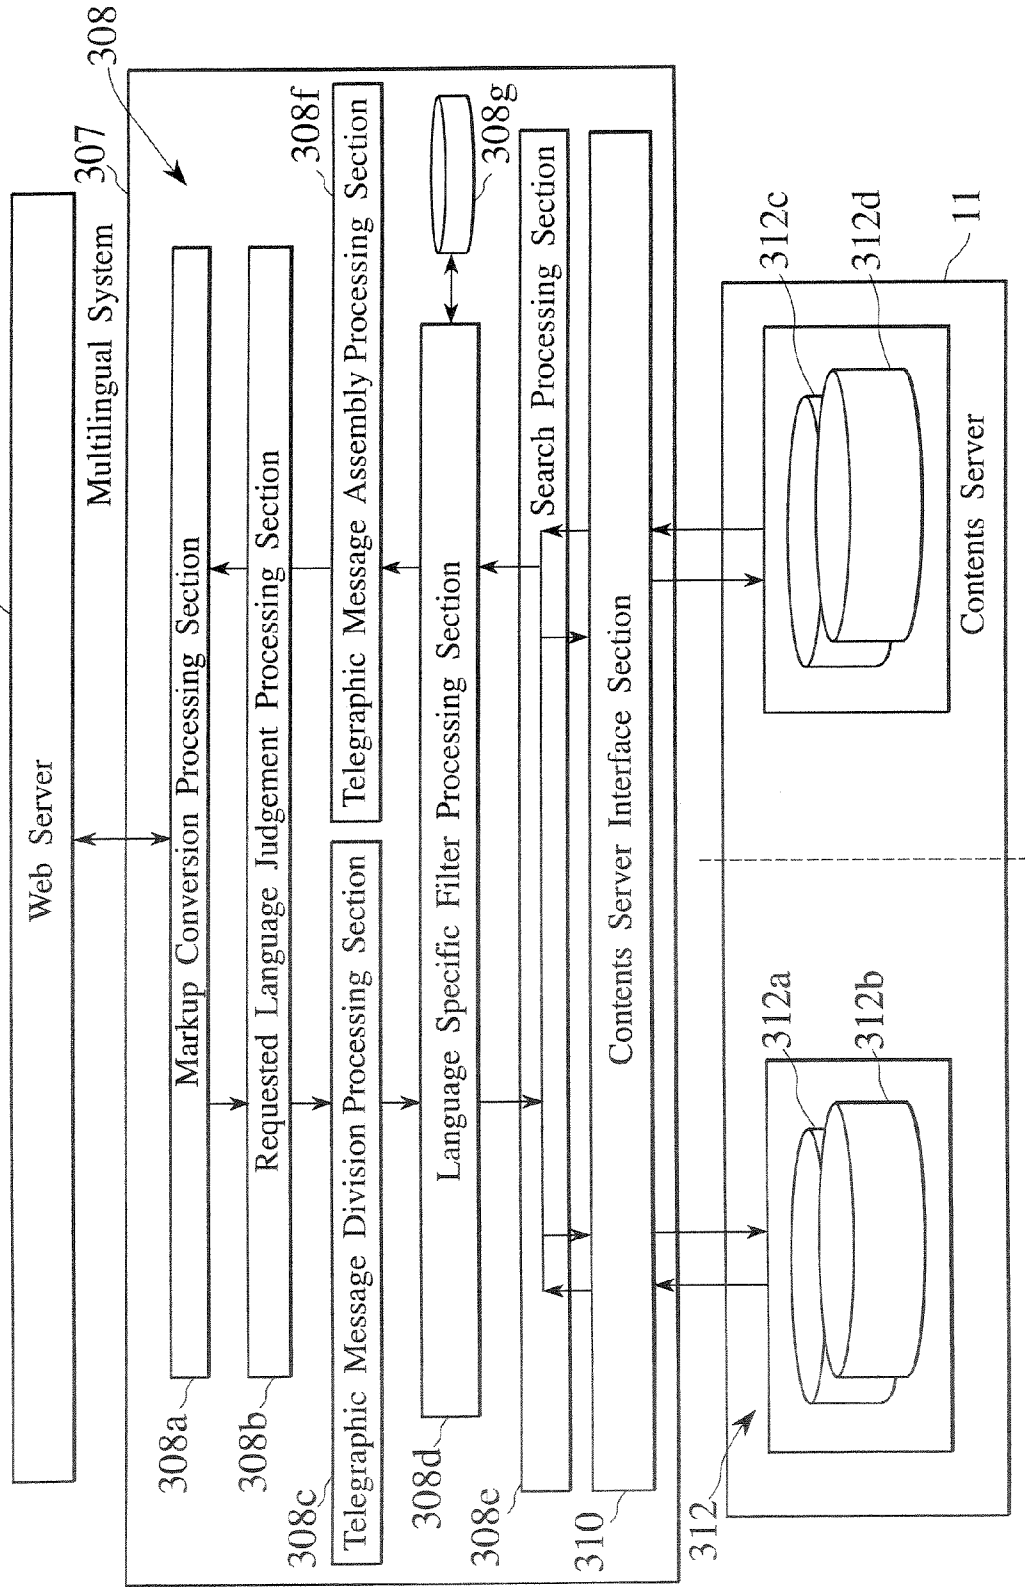 Web Server
Multilingual System
307
308
Markup Conversion Processing Section
308a
Requested Language Judgement Processing Section
308b
Telegraphic Message Division Processing Section
308c
Telegraphic Message Assembly Processing Section
308f
Language Specific Filter Processing Section
308d
308g
Search Processing Section
308e
Contents Server Interface Section
310
312
312a
312b
312c
312d
Contents Server
11